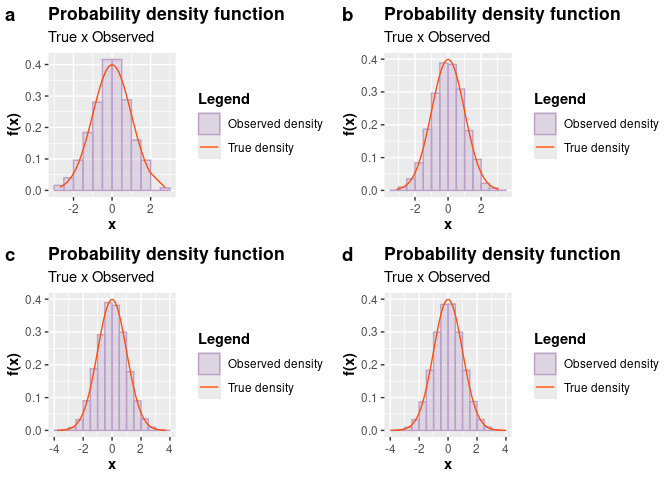 a
Probability density function
True x Observed
f(x)
0.4
0.3
0.2
0.1
0.0
-2 0 2
x
Legend
Observed density
True density
b
Probability density function
True x Observed
f(x)
0.4
0.3
0.2
0.1
0.0
-2 0 2
x
Legend
Observed density
True density
c
Probability density function
True x Observed
f(x)
0.4
0.3
0.2
0.1
0.0
-4 -2 0 2 4
x
Legend
Observed density
True density
d
Probability density function
True x Observed
f(x)
0.4
0.3
0.2
0.1
0.0
-4 -2 0 2 4
x
Legend
Observed density
True density